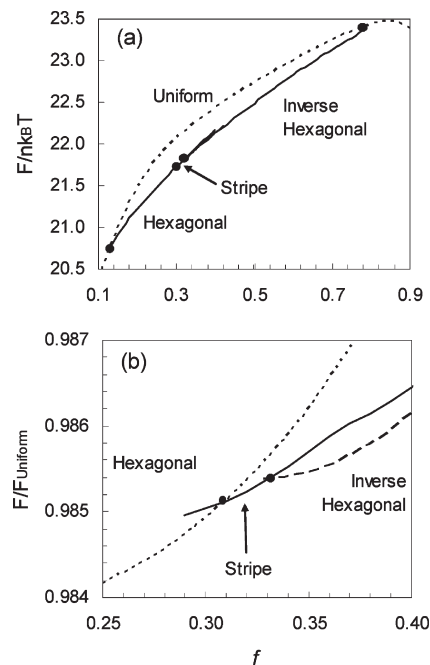 (a)
23.5
23.0
22.5
22.0
21.5
21.0
20.5
F/nkBT
Uniform
Inverse
Hexagonal
Stripe
Hexagonal
0.1 0.3 0.5 0.7 0.9
(b)
0.987
0.986
0.985
0.984
F/FUniform
Hexagonal
Inverse
Hexagonal
Stripe
0.25 0.30 0.35 0.40
f